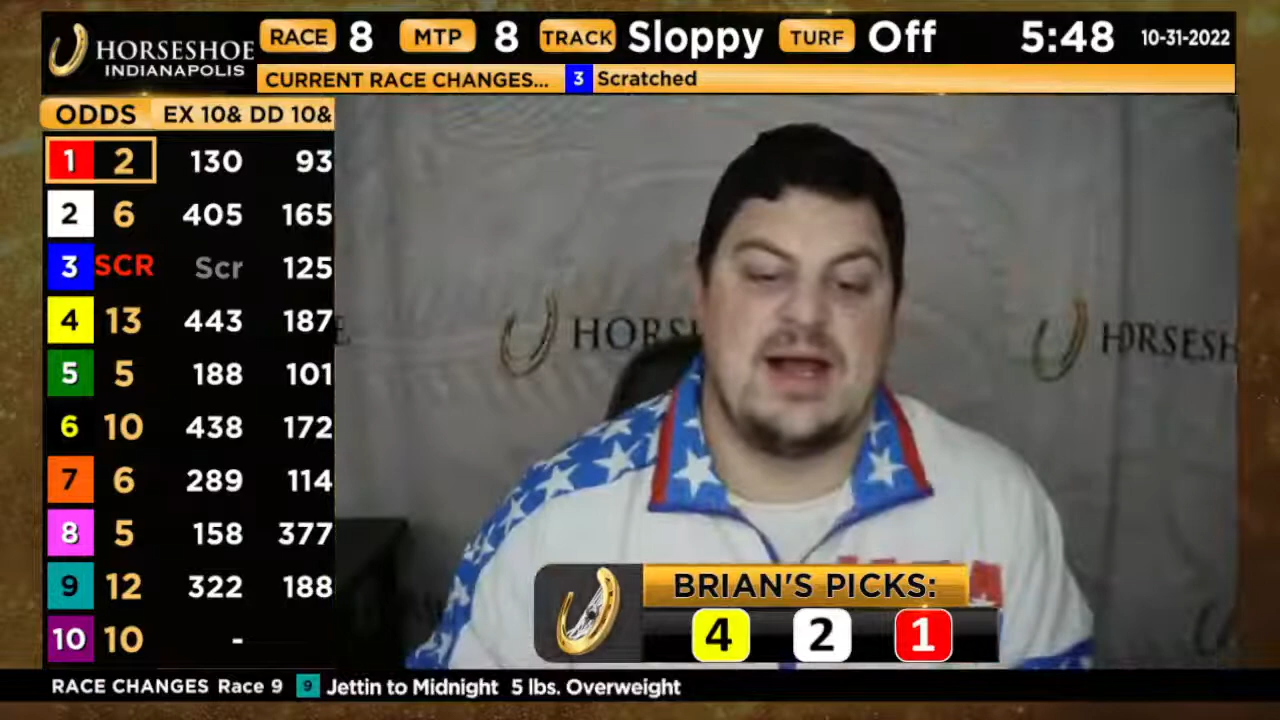 HORSESHOE
INDIANAPOLIS
RACE 8 MTP 8 TRACK Sloppy TURF Off 5:48 10-31-2022
CURRENT RACE CHANGES... 3 Scratched
ODDS EX 10& DD 10&
1 2 130 93
2 6 405 165
3 SCR Scr 125
4 13 443 187
5 5 188 101
6 10 438 172
7 6 289 114
8 5 158 377
9 12 322 188
10 10 -
HORS
HORSESH
BRIAN'S PICKS:
4 2 1
RACE CHANGES Race 9 9 Jettin to Midnight 5 lbs. Overweight